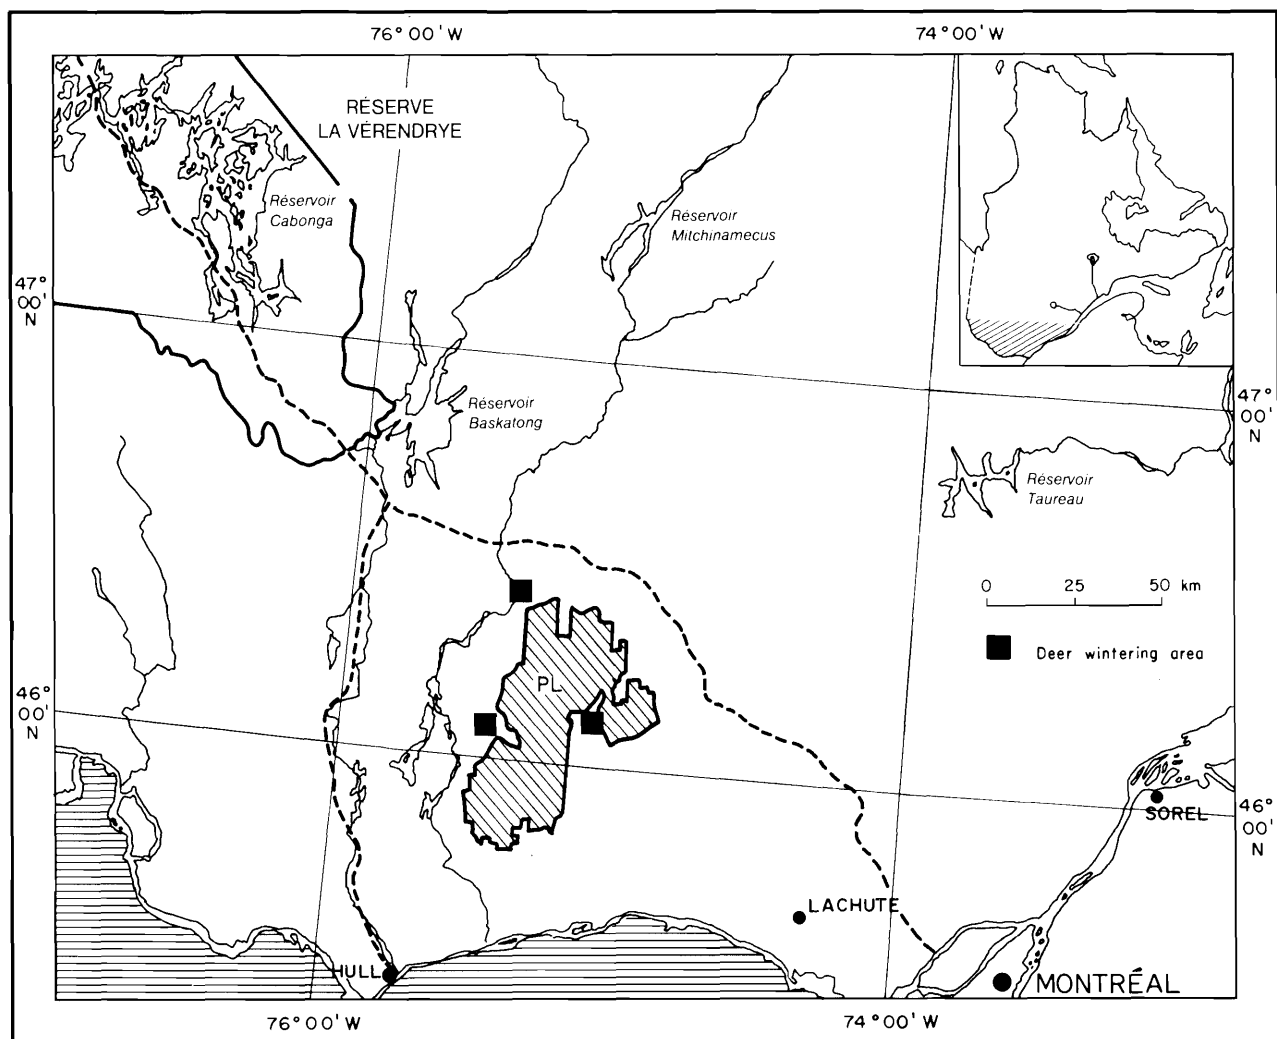 76°00'W
74°00'W
RÉSERVE
LA VÉRENDRYE
Réservoir
Cabonga
Réservoir
Mitchinamecus
47°
00'
N
Réservoir
Baskatong
47°
00'
N
Réservoir
Taureau
0 25 50 km
Deer wintering area
PL
46°
00'
N
SOREL
46°
00'
N
LACHUTE
HULL
MONTRÉAL
76°00'W
74°00'W